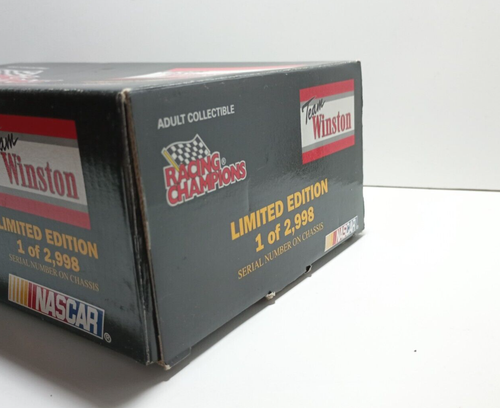 am
Winston
LIMITED EDITION
1 of 2,998
SERIAL NUMBER ON CHASSIS
NASCAR
ADULT COLLECTIBLE
RACING
CHAMPIONS
Team
Winston
LIMITED EDITION
1 of 2,998
SERIAL NUMBER ON CHASSIS
NASCAR